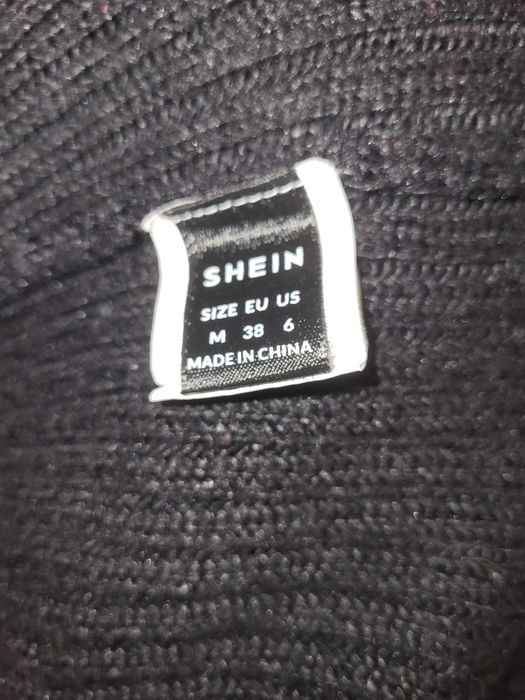 SHEIN
SIZE EU US
M 38 6
MADE IN CHINA